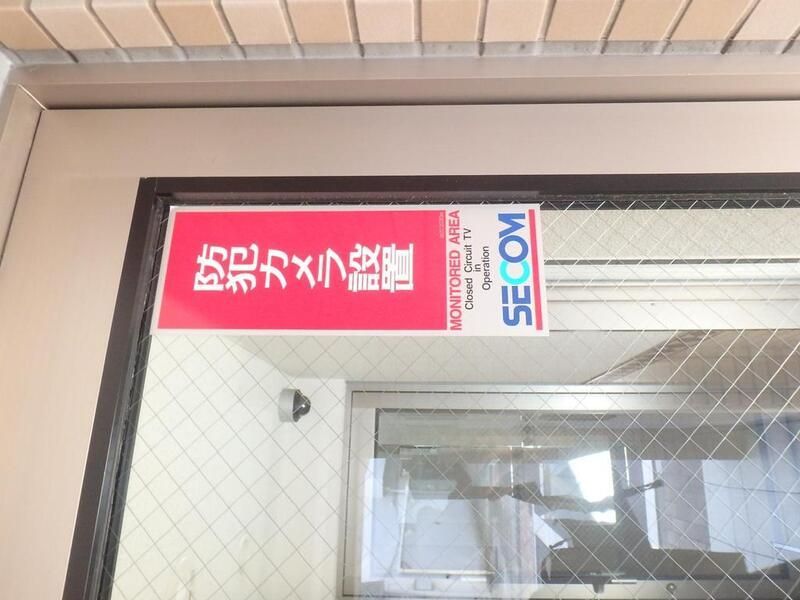 防犯カメラ設置
MONITORED AREA
Closed Circuit TV
in
Operation
SECOM